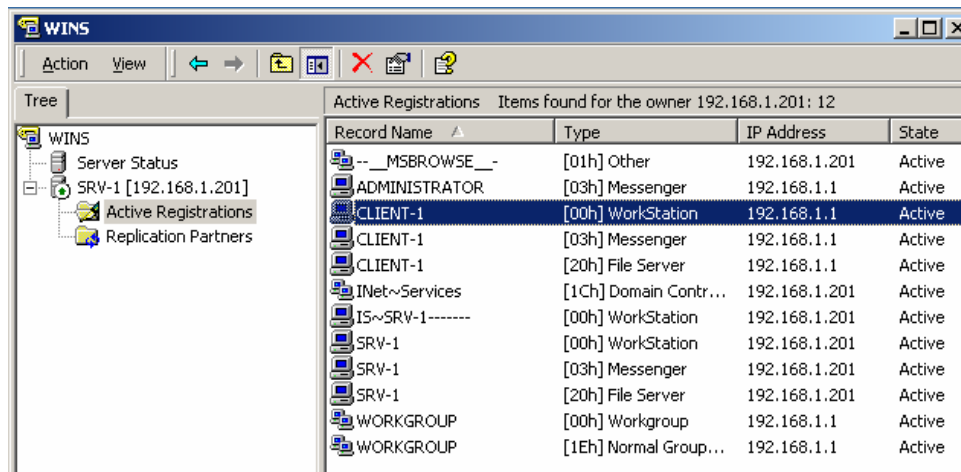 WINS
Action View
Tree
Active Registrations Items found for the owner 192.168.1.201: 12
WINS
Server Status
SRV-1 [192.168.1.201]
Active Registrations
Replication Partners
Record Name Type IP Address State
--__MSBROWSE__- [01h] Other 192.168.1.201 Active
ADMINISTRATOR [03h] Messenger 192.168.1.1 Active
CLIENT-1 [00h] WorkStation 192.168.1.1 Active
CLIENT-1 [03h] Messenger 192.168.1.1 Active
CLIENT-1 [20h] File Server 192.168.1.1 Active
INet~Services [1Ch] Domain Contr... 192.168.1.201 Active
IS~SRV-1------- [00h] WorkStation 192.168.1.201 Active
SRV-1 [00h] WorkStation 192.168.1.201 Active
SRV-1 [03h] Messenger 192.168.1.201 Active
SRV-1 [20h] File Server 192.168.1.201 Active
WORKGROUP [00h] Workgroup 192.168.1.1 Active
WORKGROUP [1Eh] Normal Group... 192.168.1.1 Active